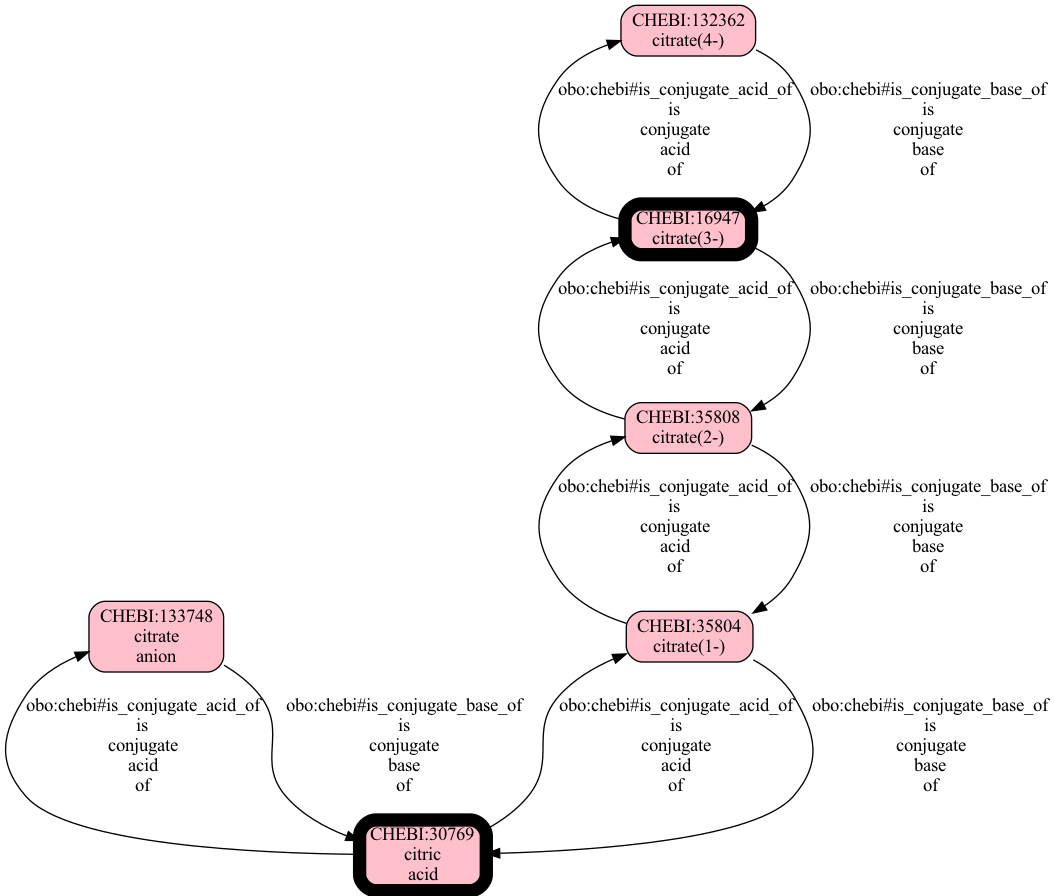 CHEBI:132362
citrate(4-)
obo:chebi#is_conjugate_acid_of
is
conjugate
acid
of
obo:chebi#is_conjugate_base_of
is
conjugate
base
of
CHEBI:16947
citrate(3-)
obo:chebi#is_conjugate_acid_of
is
conjugate
acid
of
obo:chebi#is_conjugate_base_of
is
conjugate
base
of
CHEBI:35808
citrate(2-)
obo:chebi#is_conjugate_acid_of
is
conjugate
acid
of
obo:chebi#is_conjugate_base_of
is
conjugate
base
of
CHEBI:133748
citrate
anion
CHEBI:35804
citrate(1-)
obo:chebi#is_conjugate_acid_of
is
conjugate
acid
of
obo:chebi#is_conjugate_base_of
is
conjugate
base
of
obo:chebi#is_conjugate_acid_of
is
conjugate
acid
of
obo:chebi#is_conjugate_base_of
is
conjugate
base
of
CHEBI:30769
citric
acid